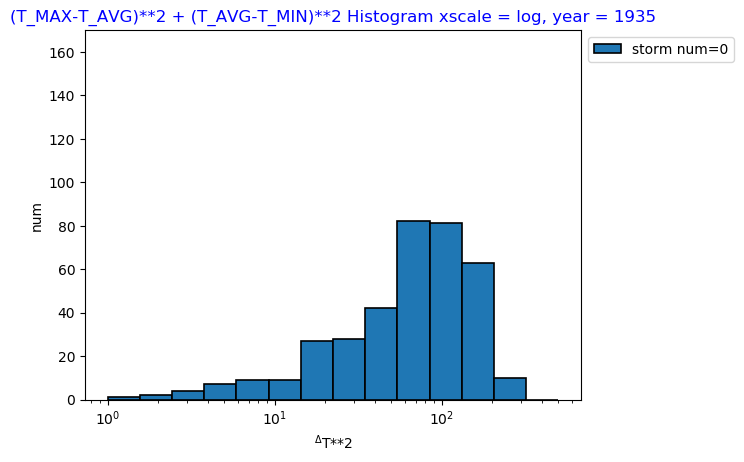 (T_MAX-T_AVG)**2 + (T_AVG-T_MIN)**2 Histogram xscale = log, year = 1935
storm num=0
160
140
120
100
80
60
40
20
0
num
10⁰ 10¹ 10²
ᐃT**2